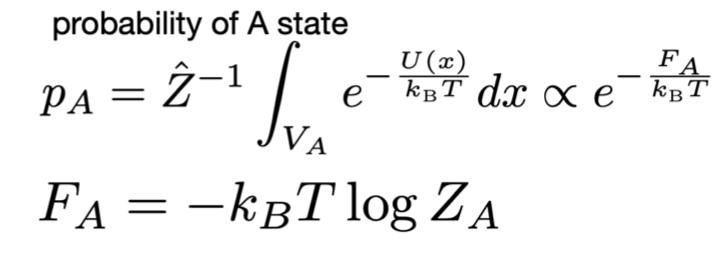 probability of A state
p_A = \hat{Z}^{-1} \int_{V_A} e^{-\frac{U(x)}{k_B T}} dx \propto e^{-\frac{F_A}{k_B T}}
F_A = -k_B T \log Z_A